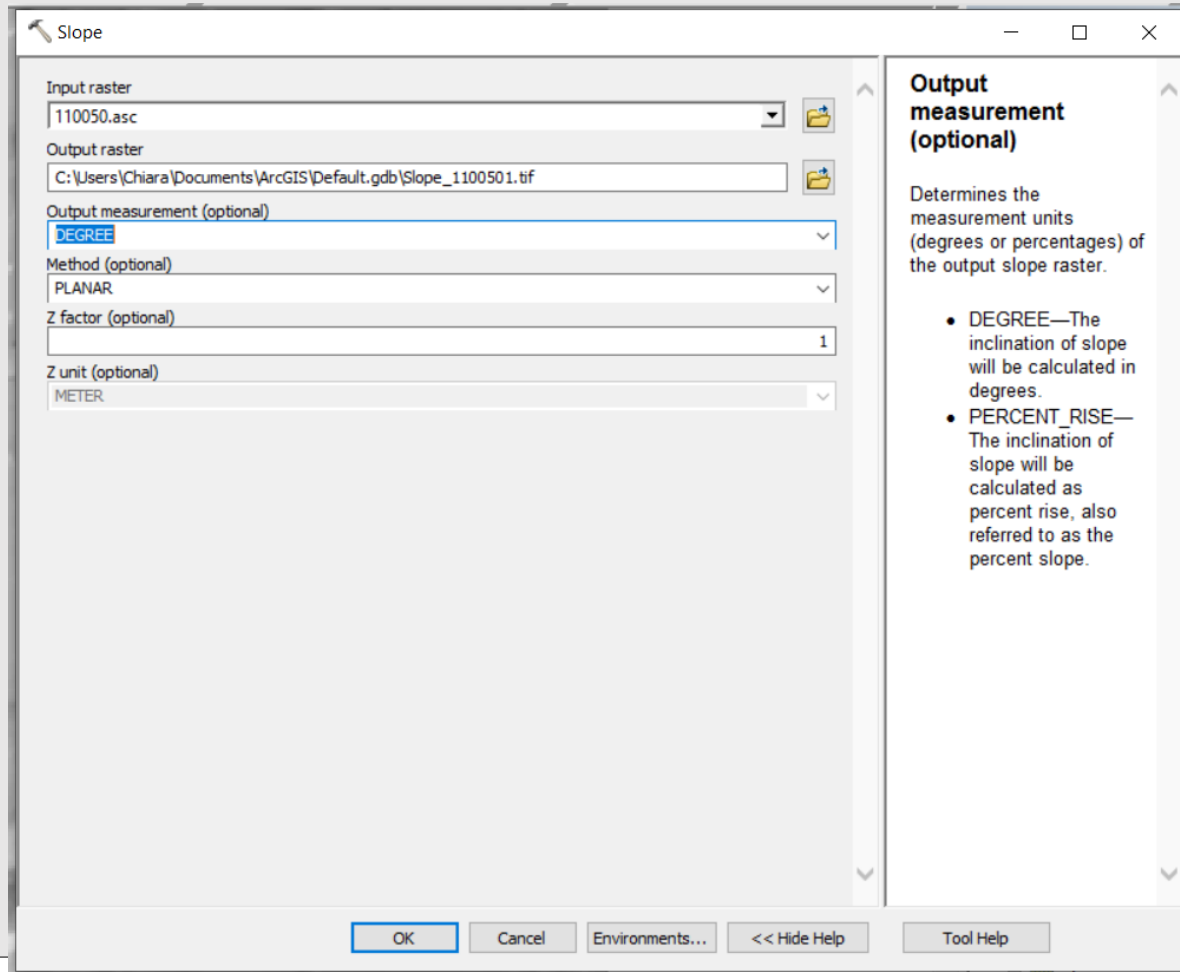 Slope
Input raster
110050.asc
Output raster
C:\Users\Chiara\Documents\ArcGIS\Default.gdb\Slope_1100501.tif
Output measurement (optional)
DEGREE
Method (optional)
PLANAR
Z factor (optional)
1
Z unit (optional)
METER
Output
measurement
(optional)
Determines the
measurement units
(degrees or percentages) of
the output slope raster.
• DEGREE—The
inclination of slope
will be calculated in
degrees.
• PERCENT_RISE—
The inclination of
slope will be
calculated as
percent rise, also
referred to as the
percent slope.
OK Cancel Environments... << Hide Help Tool Help